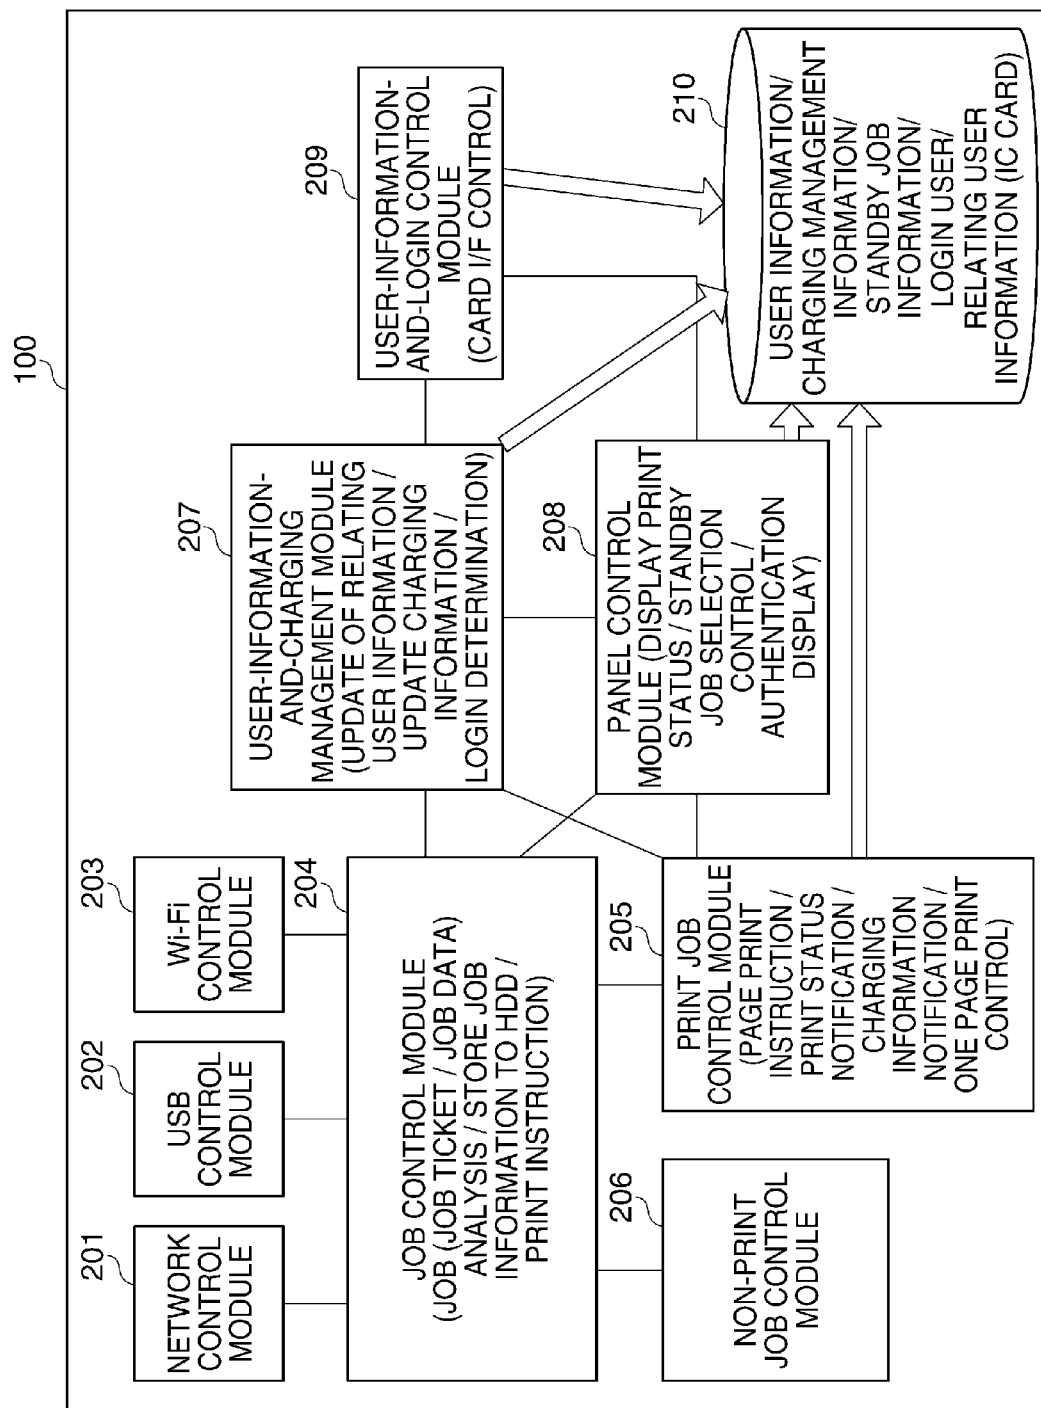 100
201
NETWORK
CONTROL
MODULE
202
USB
CONTROL
MODULE
203
Wi-Fi
CONTROL
MODULE
204
JOB CONTROL MODULE
(JOB (JOB TICKET / JOB DATA)
ANALYSIS / STORE JOB
INFORMATION TO HDD /
PRINT INSTRUCTION)
206
NON-PRINT
JOB CONTROL
MODULE
205
PRINT JOB
CONTROL MODULE
(PAGE PRINT
INSTRUCTION /
PRINT STATUS
NOTIFICATION /
CHARGING
INFORMATION
NOTIFICATION /
ONE PAGE PRINT
CONTROL)
207
USER-INFORMATION-
AND-CHARGING
MANAGEMENT MODULE
(UPDATE OF RELATING
USER INFORMATION /
UPDATE CHARGING
INFORMATION /
LOGIN DETERMINATION)
208
PANEL CONTROL
MODULE (DISPLAY PRINT
STATUS / STANDBY
JOB SELECTION
CONTROL /
AUTHENTICATION
DISPLAY)
209
USER-INFORMATION-
AND-LOGIN CONTROL
MODULE
(CARD I/F CONTROL)
210
USER INFORMATION/
CHARGING MANAGEMENT
INFORMATION/
STANDBY JOB
INFORMATION/
LOGIN USER/
RELATING USER
INFORMATION (IC CARD)